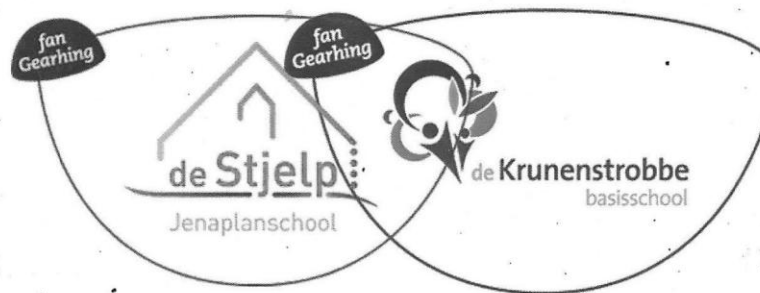 fan
Gearhing
de Stjelp
Jenaplanschool
fan
Gearhing
de Krunenstrobbe
basisschool